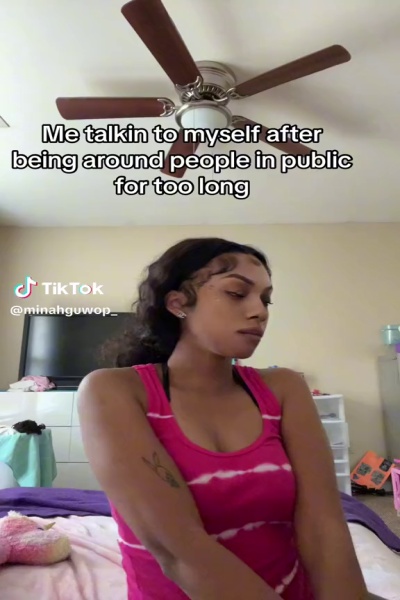 Me talkin to myself after
being around people in public
for too long
TikTok
@minahguwop_